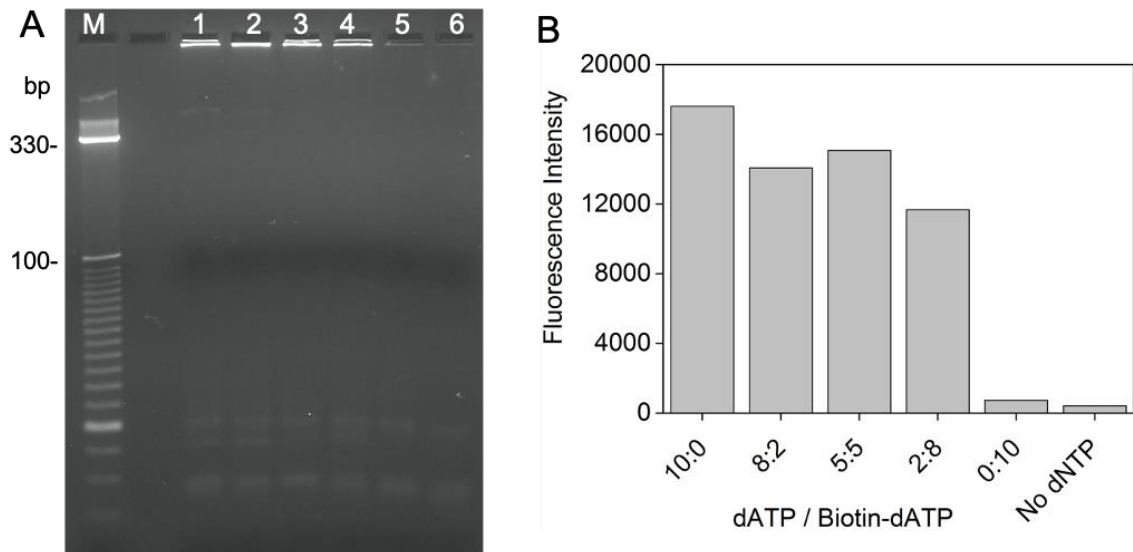 A
M 1 2 3 4 5 6
bp
330-
100-
B
20000
16000
12000
8000
4000
0
Fluorescence Intensity
10:0 8:2 5:5 2:8 0:10 No dNTP
dATP / Biotin-dATP